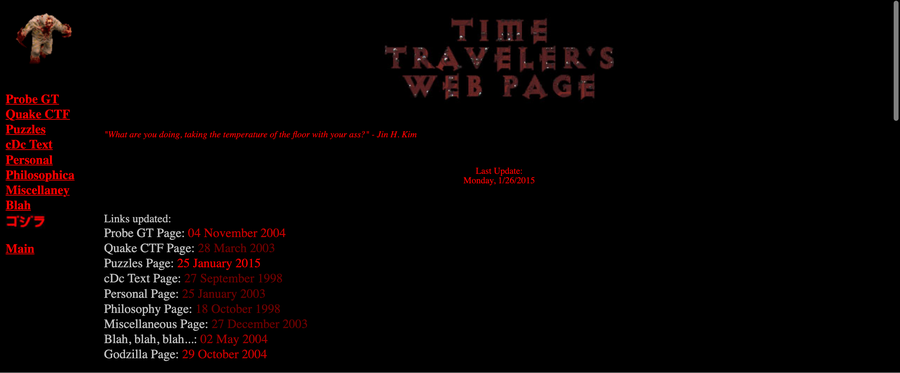 TIME
TRAVELER'S
WEB PAGE
Probe GT
Quake CTF
Puzzles
cDc Text
Personal
Philosophica
Miscellaney
Blah
ゴジラ
Main
"What are you doing, taking the temperature of the floor with your ass?" - Jin H. Kim
Last Update:
Monday, 1/26/2015
Links updated:
Probe GT Page: 04 November 2004
Quake CTF Page: 28 March 2003
Puzzles Page: 25 January 2015
cDc Text Page: 27 September 1998
Personal Page: 25 January 2003
Philosophy Page: 18 October 1998
Miscellaneous Page: 27 December 2003
Blah, blah, blah...: 02 May 2004
Godzilla Page: 29 October 2004